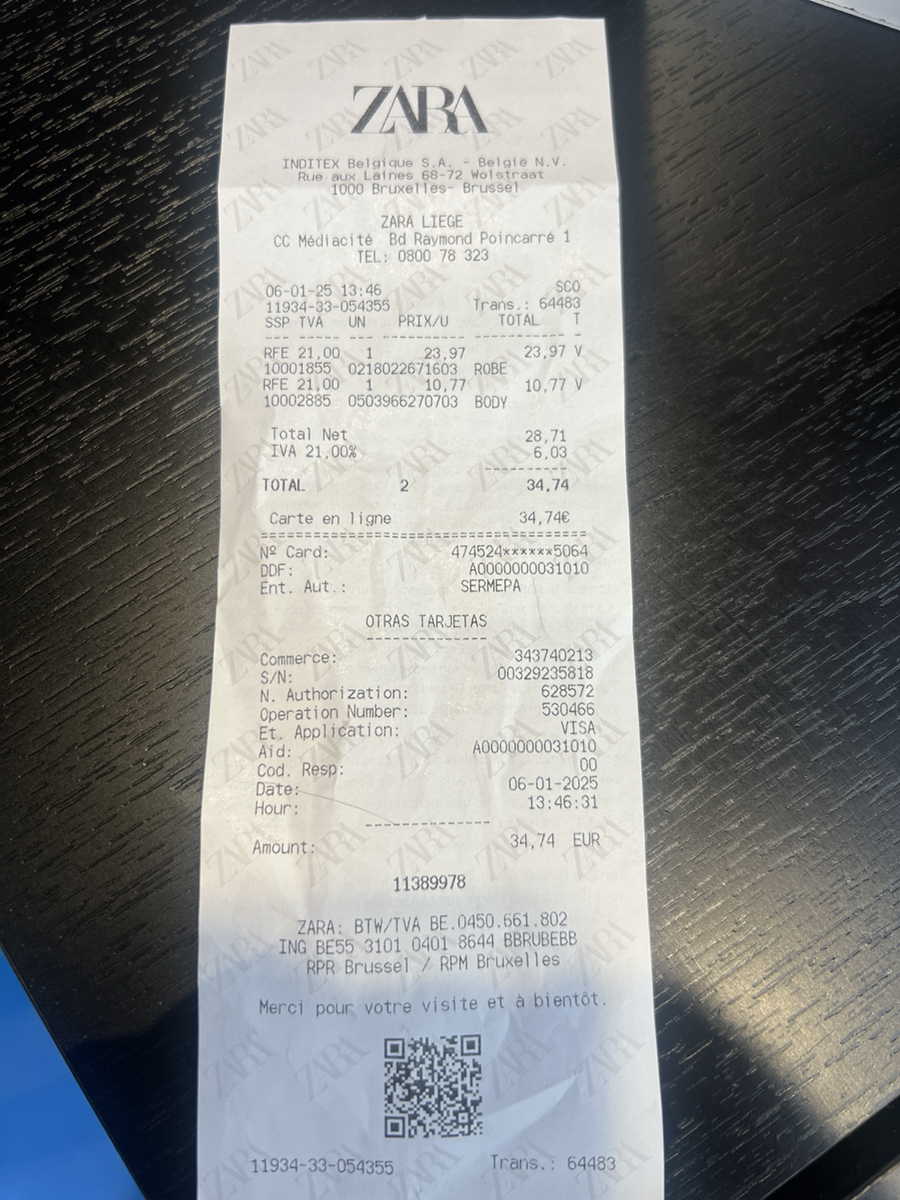 ZARA
INDITEX Belgique S.A. - Belgie N.V.
Rue aux Laines 68-72 Wolstraat
1000 Bruxelles- Brussel
ZARA LIEGE
CC Médiacité Bd Raymond Poincarré 1
TEL: 0800 78 323
06-01-25 13:46 SCO
11934-33-054355 Trans.: 64483
SSP TVA UN PRIX/U TOTAL T
--- ------ --- ---------- ---------- -
RFE 21,00 1 23,97 23,97 V
10001855 0218022671603 ROBE
RFE 21,00 1 10,77 10,77 V
10002885 0503966270703 BODY
Total Net 28,71
IVA 21,00% 6,03
----------
TOTAL 2 34,74
Carte en ligne 34,74€
========================================
Nº Card: 474524******5064
DDF: A0000000031010
Ent. Aut.: SERMEPA
OTRAS TARJETAS
--------------
Commerce: 343740213
S/N: 00329235818
N. Authorization: 628572
Operation Number: 530466
Et. Application: VISA
Aid: A0000000031010
Cod. Resp: 00
Date: 06-01-2025
Hour: 13:46:31
--------------
Amount: 34,74 EUR
11389978
ZARA: BTW/TVA BE.0450.661.802
ING BE55 3101 0401 8644 BBRUBEBB
RPR Brussel / RPM Bruxelles
Merci pour votre visite et à bientôt.
11934-33-054355 Trans.: 64483